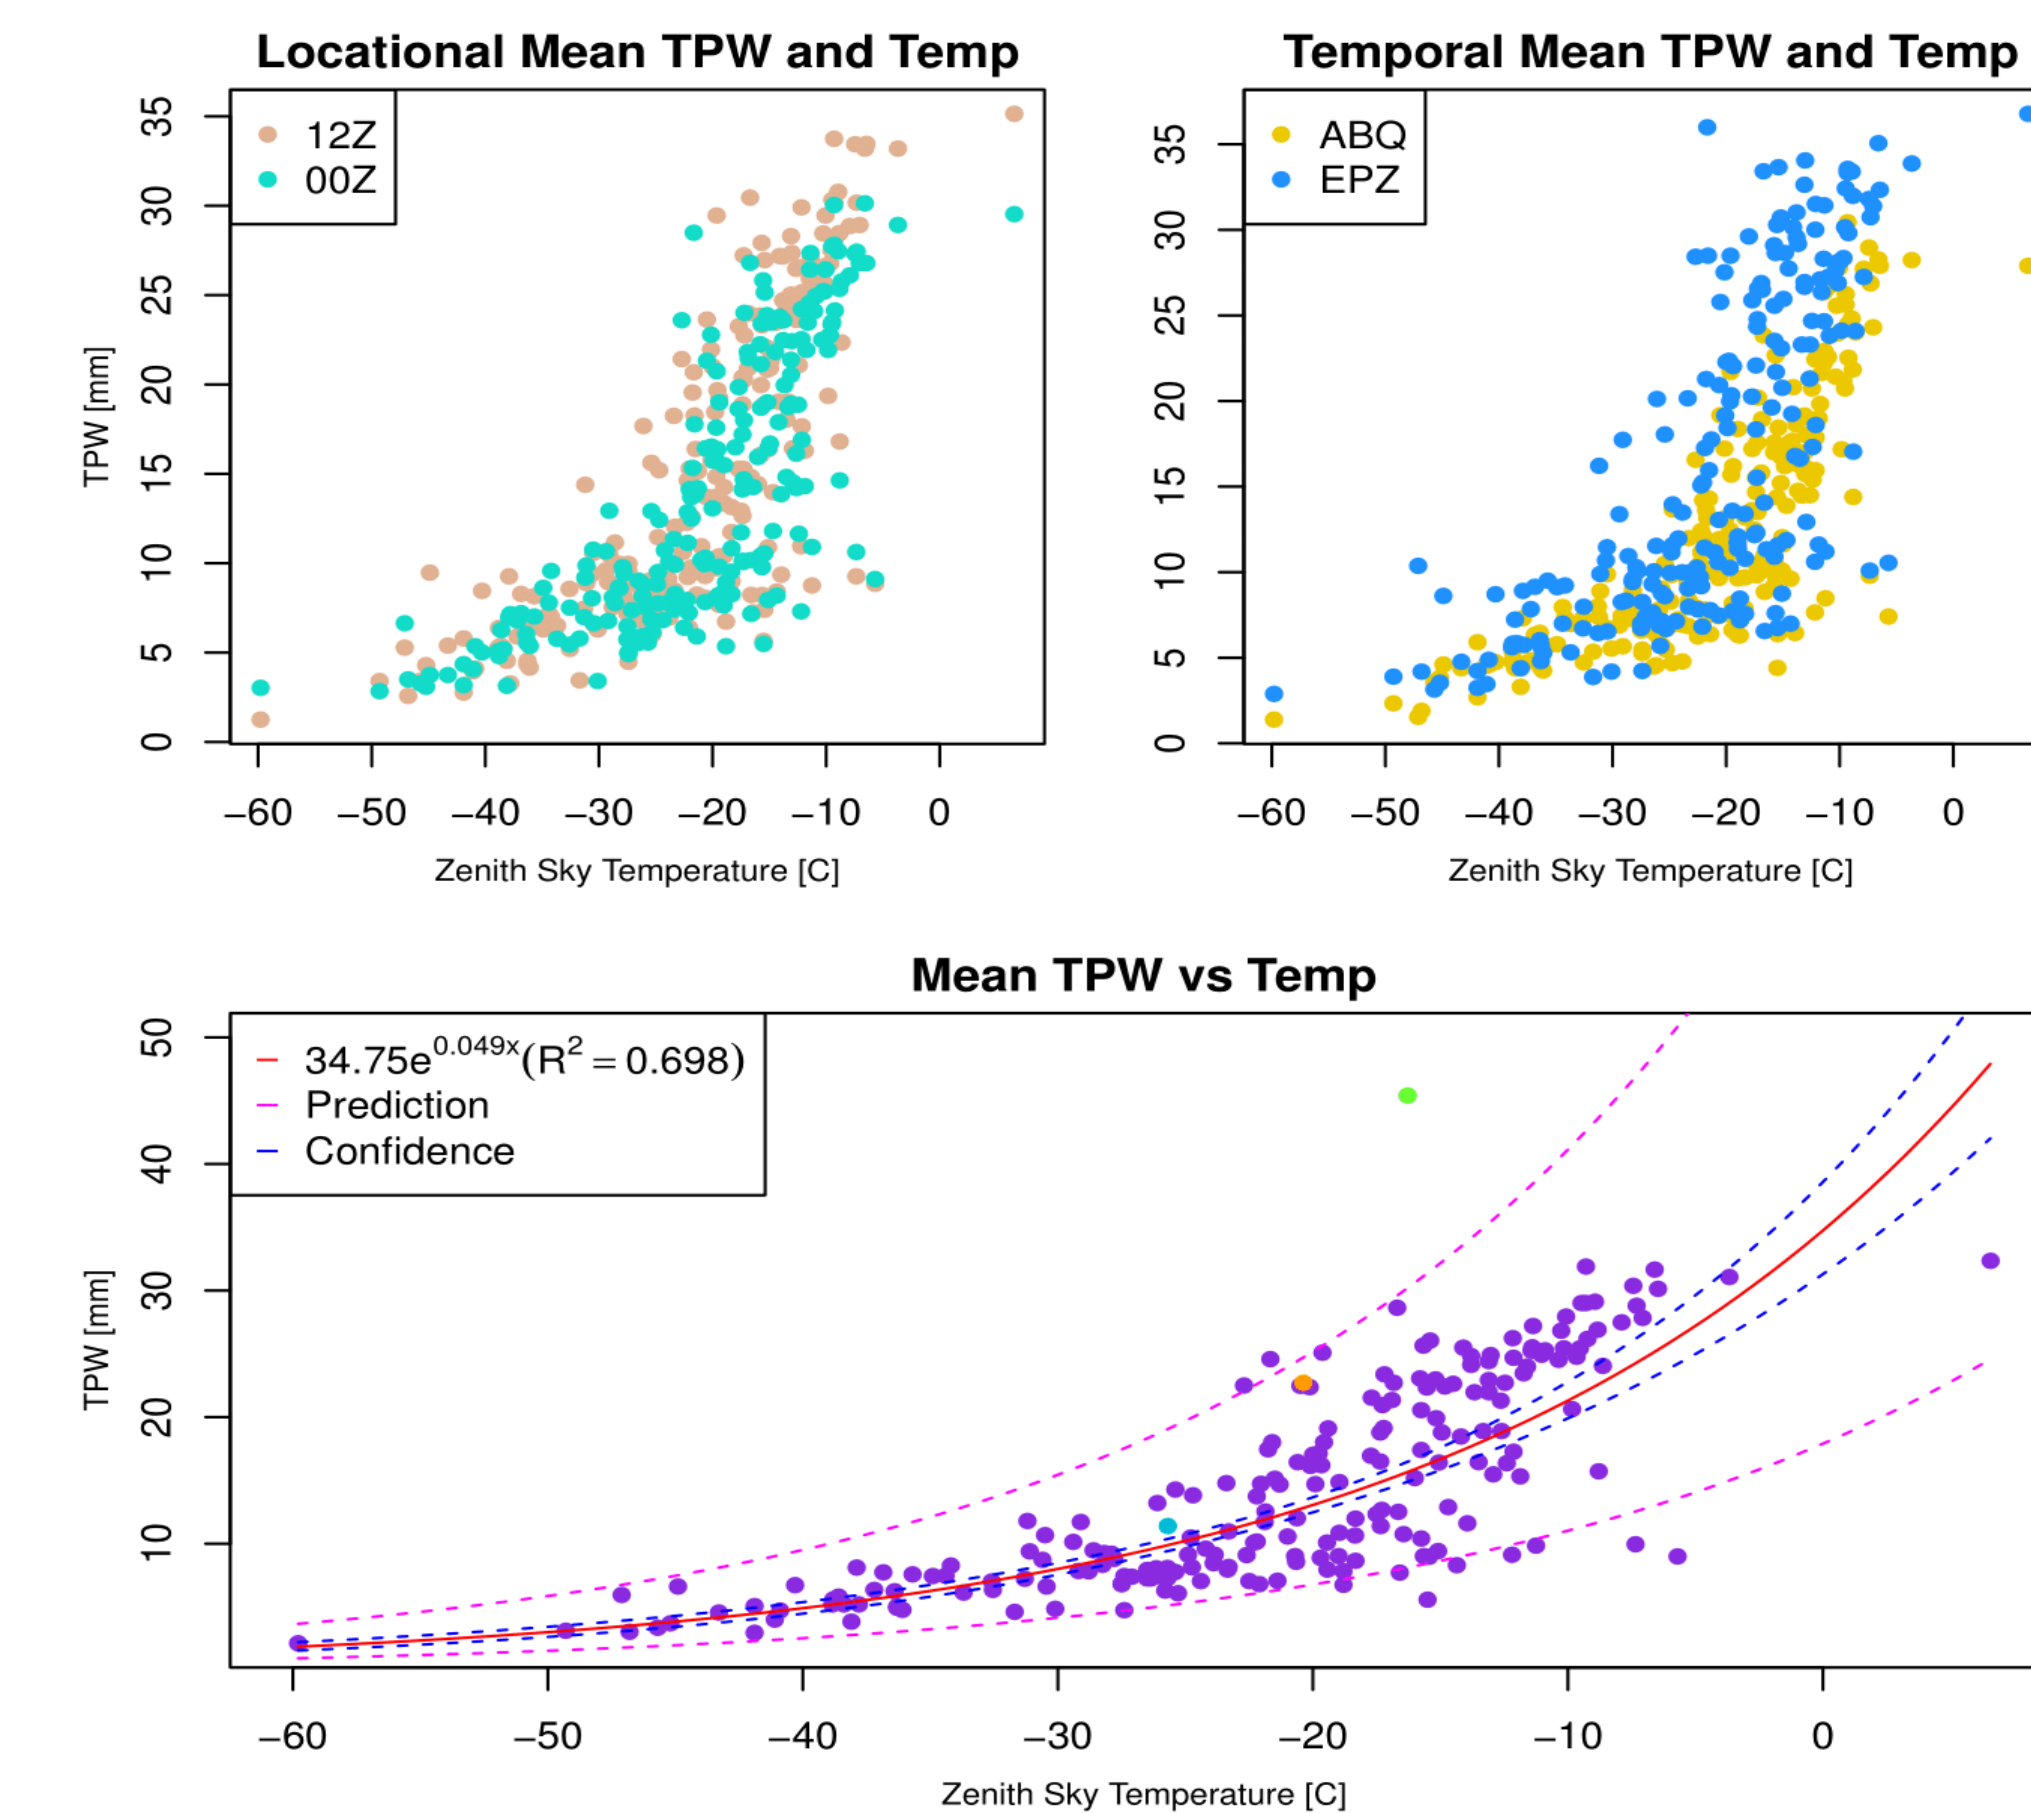 Locational Mean TPW and Temp
12Z
00Z
TPW [mm]
0 5 10 15 20 25 30 35
−60 −50 −40 −30 −20 −10 0
Zenith Sky Temperature [C]
Temporal Mean TPW and Temp
ABQ
EPZ
0 5 10 15 20 25 30 35
−60 −50 −40 −30 −20 −10 0
Zenith Sky Temperature [C]
Mean TPW vs Temp
34.75e^0.049x (R² = 0.698)
Prediction
Confidence
TPW [mm]
10 20 30 40 50
−60 −50 −40 −30 −20 −10 0
Zenith Sky Temperature [C]